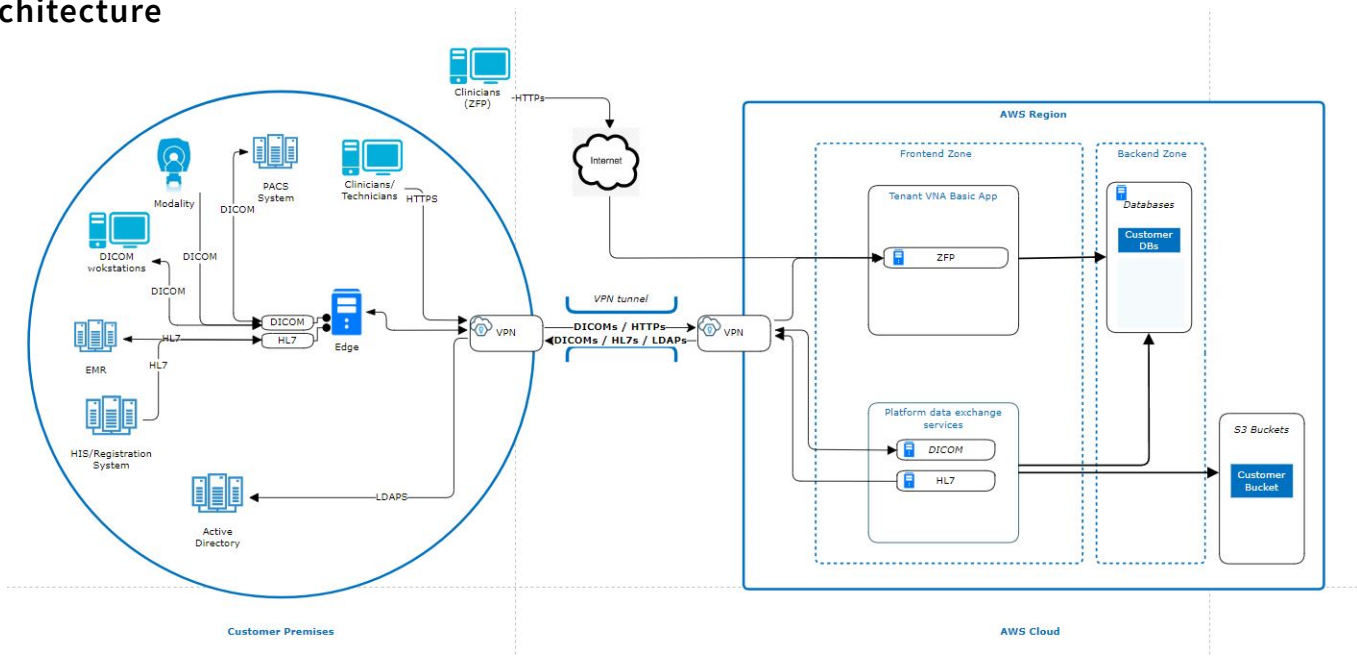 chitecture
Clinicians
(ZFP)
HTTPs
Internet
Modality
PACS
System
DICOM
Clinicians/
Technicians
HTTPS
DICOM
wokstations
DICOM
DICOM
DICOM
HL7
Edge
EMR
HL7
HL7
HIS/Registration
System
Active
Directory
LDAPS
VPN
VPN tunnel
DICOMs / HTTPs
DICOMs / HL7s / LDAPs
VPN
AWS Region
Frontend Zone
Tenant VNA Basic App
ZFP
Platform data exchange
services
DICOM
HL7
Backend Zone
Databases
Customer
DBs
S3 Buckets
Customer
Bucket
Customer Premises
AWS Cloud